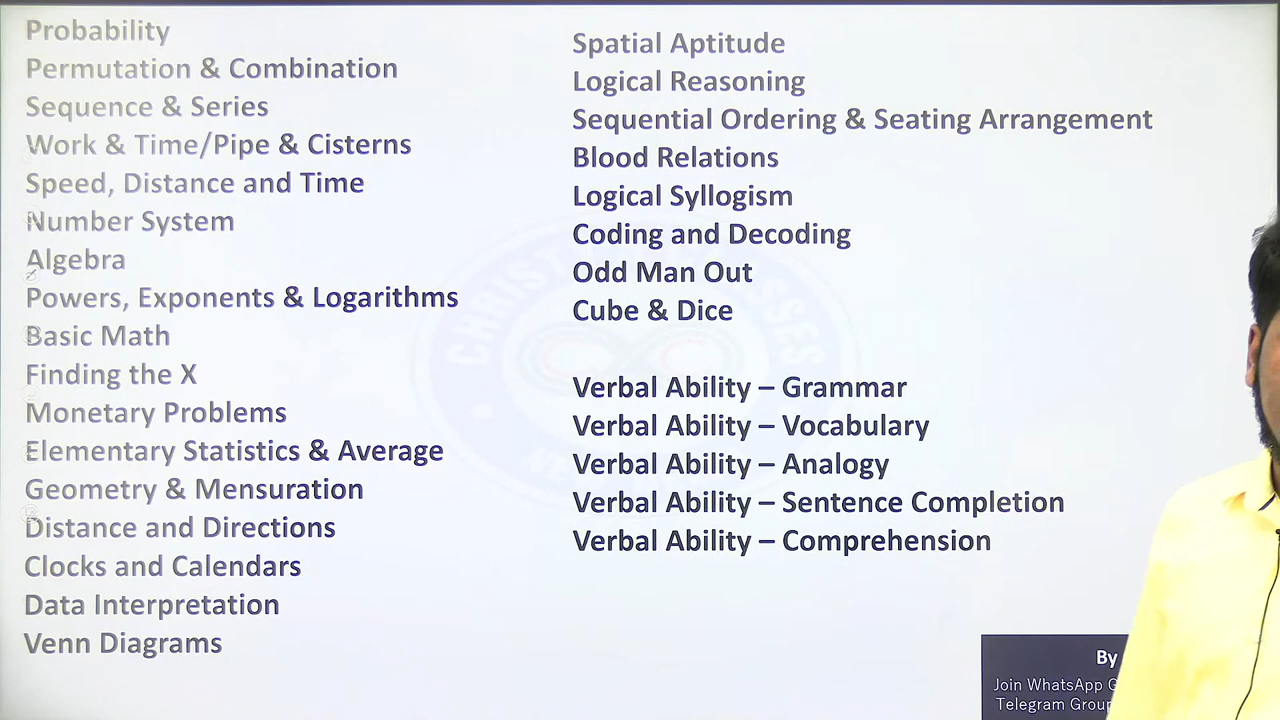 Probability
Permutation & Combination
Sequence & Series
Work & Time/Pipe & Cisterns
Speed, Distance and Time
Number System
Algebra
Powers, Exponents & Logarithms
Basic Math
Finding the X
Monetary Problems
Elementary Statistics & Average
Geometry & Mensuration
Distance and Directions
Clocks and Calendars
Data Interpretation
Venn Diagrams
Spatial Aptitude
Logical Reasoning
Sequential Ordering & Seating Arrangement
Blood Relations
Logical Syllogism
Coding and Decoding
Odd Man Out
Cube & Dice
Verbal Ability – Grammar
Verbal Ability – Vocabulary
Verbal Ability – Analogy
Verbal Ability – Sentence Completion
Verbal Ability – Comprehension
By
Join WhatsApp
Telegram Group